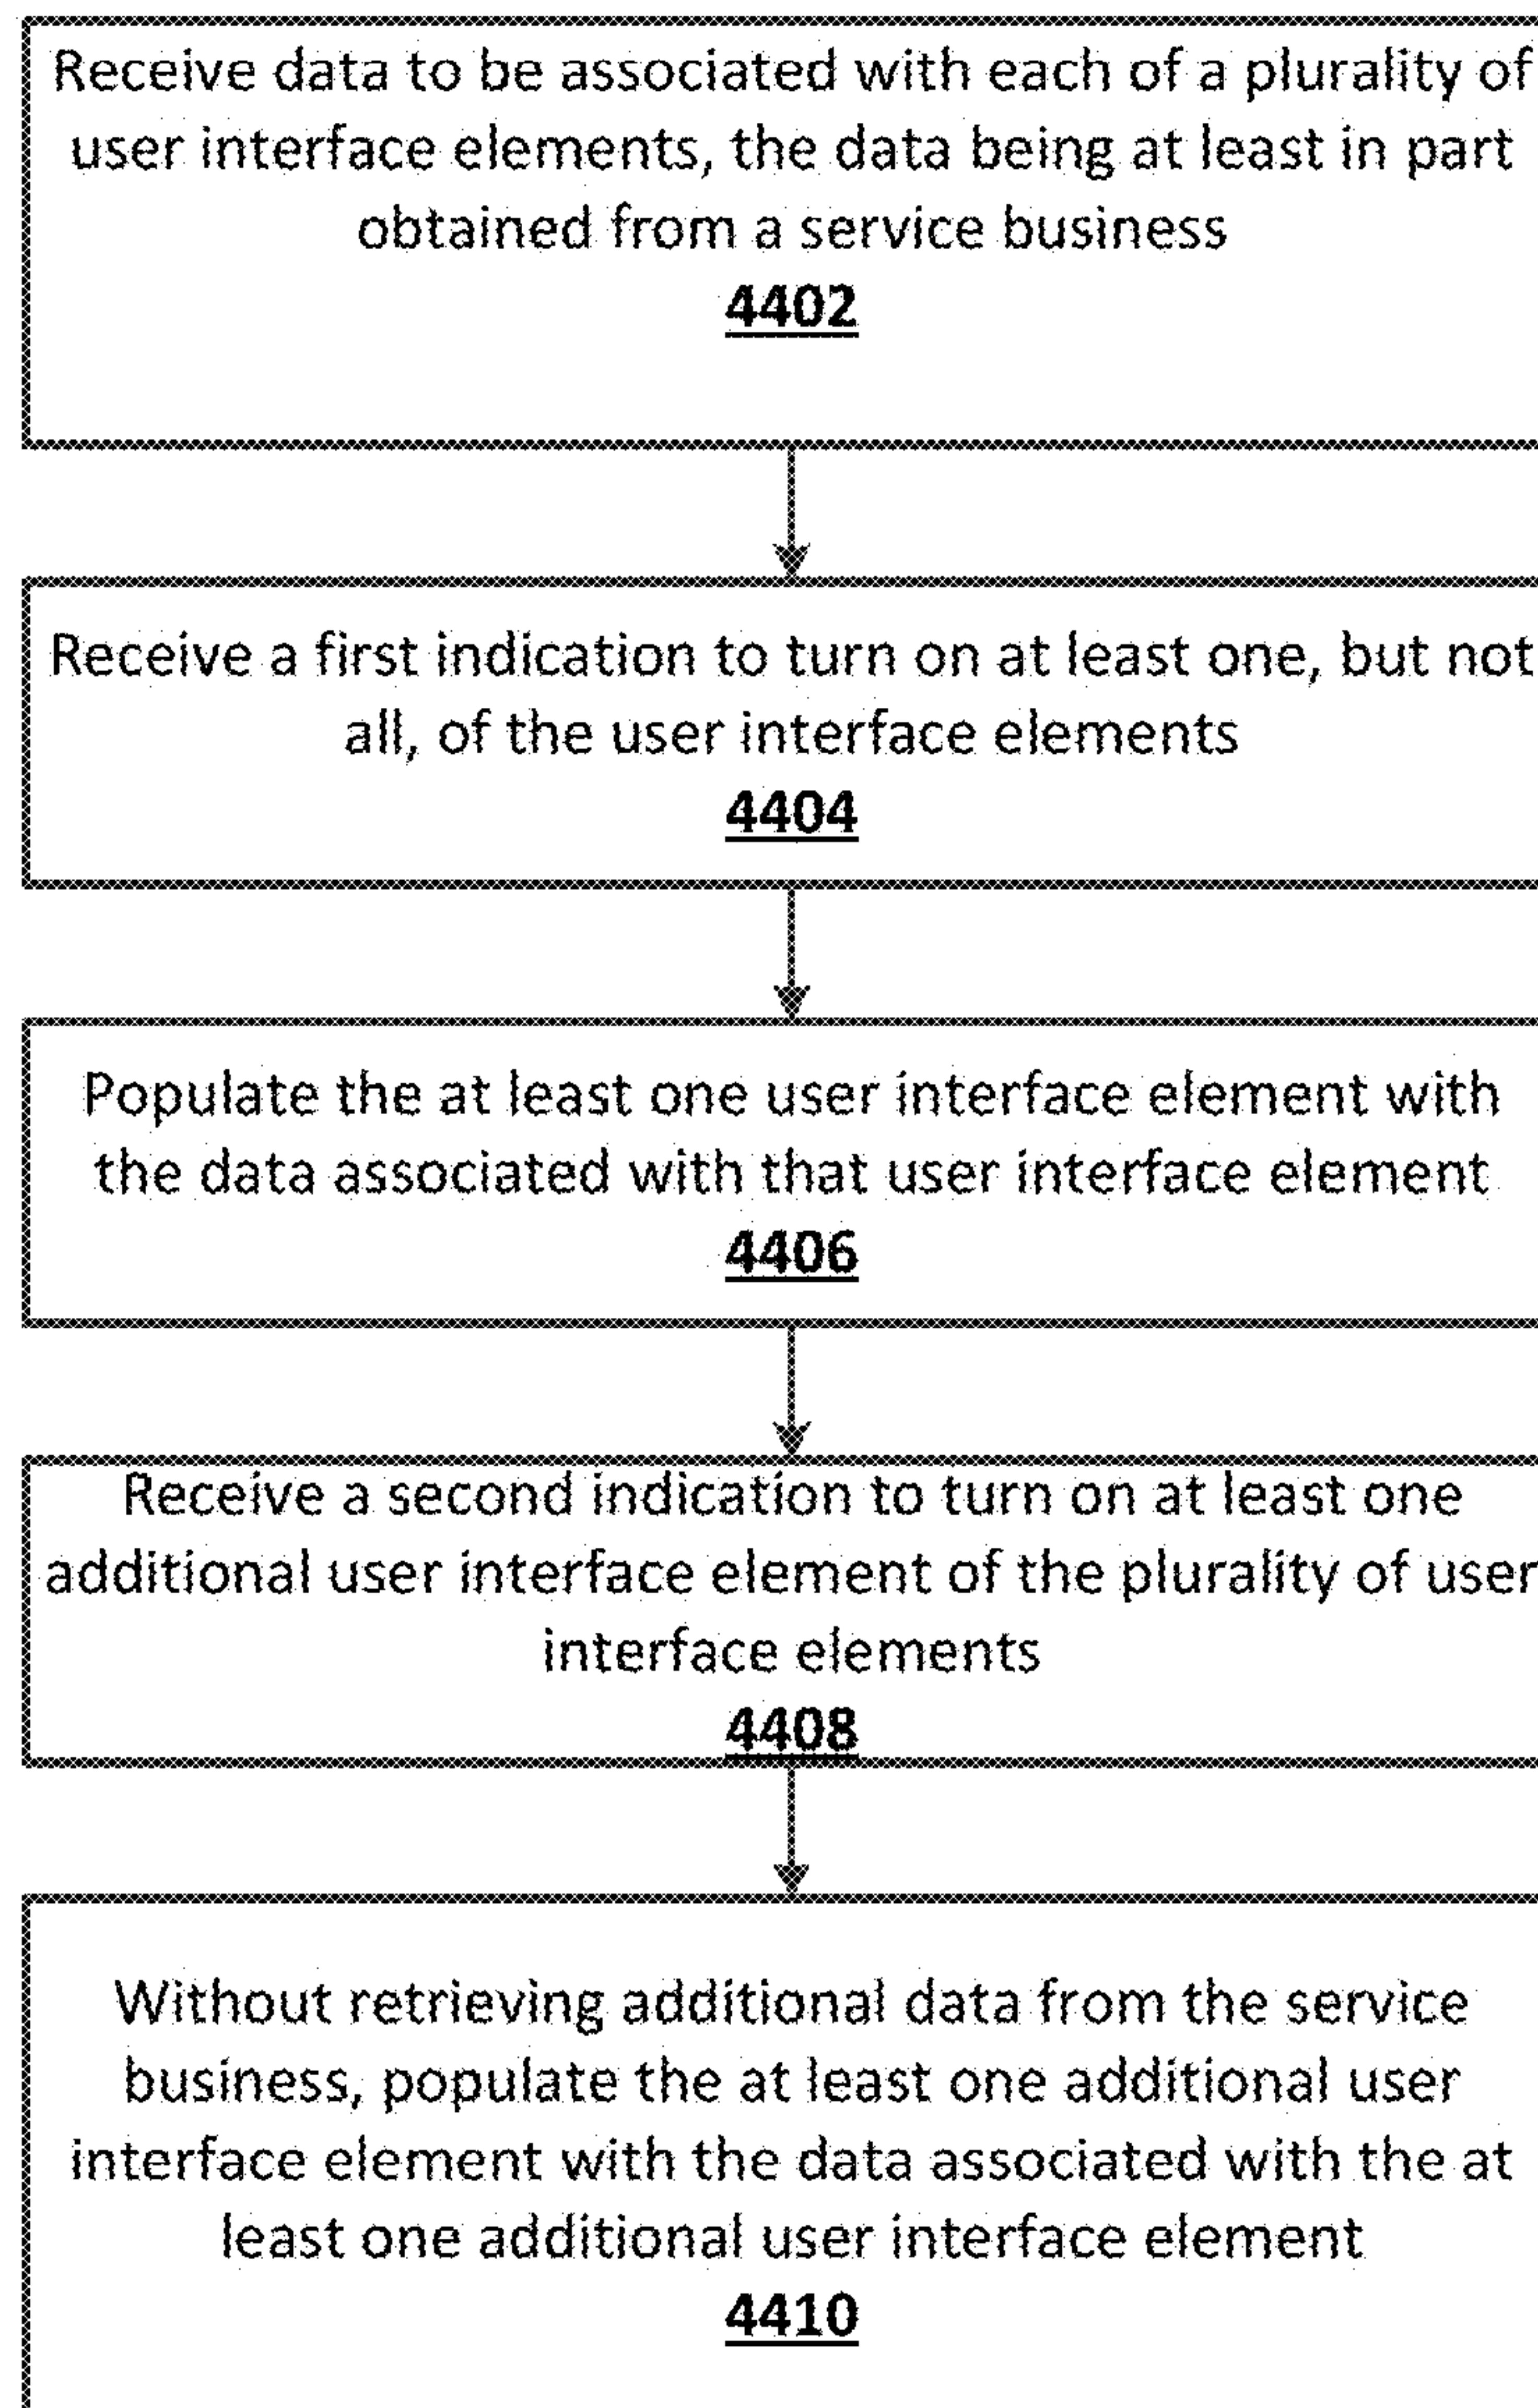 Receive data to be associated with each of a plurality of
user interface elements, the data being at least in part
obtained from a service business
4402
Receive a first indication to turn on at least one, but not
all, of the user interface elements
4404
Populate the at least one user interface element with
the data associated with that user interface element
4406
Receive a second indication to turn on at least one
additional user interface element of the plurality of user
interface elements
4408
Without retrieving additional data from the service
business, populate the at least one additional user
interface element with the data associated with the at
least one additional user interface element
4410